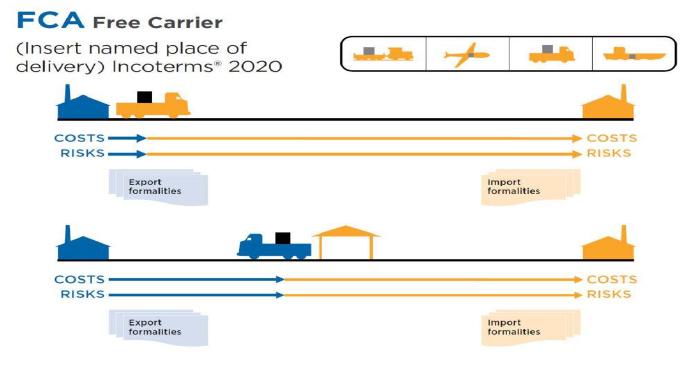 FCA Free Carrier
(Insert named place of
delivery) Incoterms® 2020
COSTS COSTS
RISKS RISKS
Export
formalities
Import
formalities
COSTS COSTS
RISKS RISKS
Export
formalities
Import
formalities